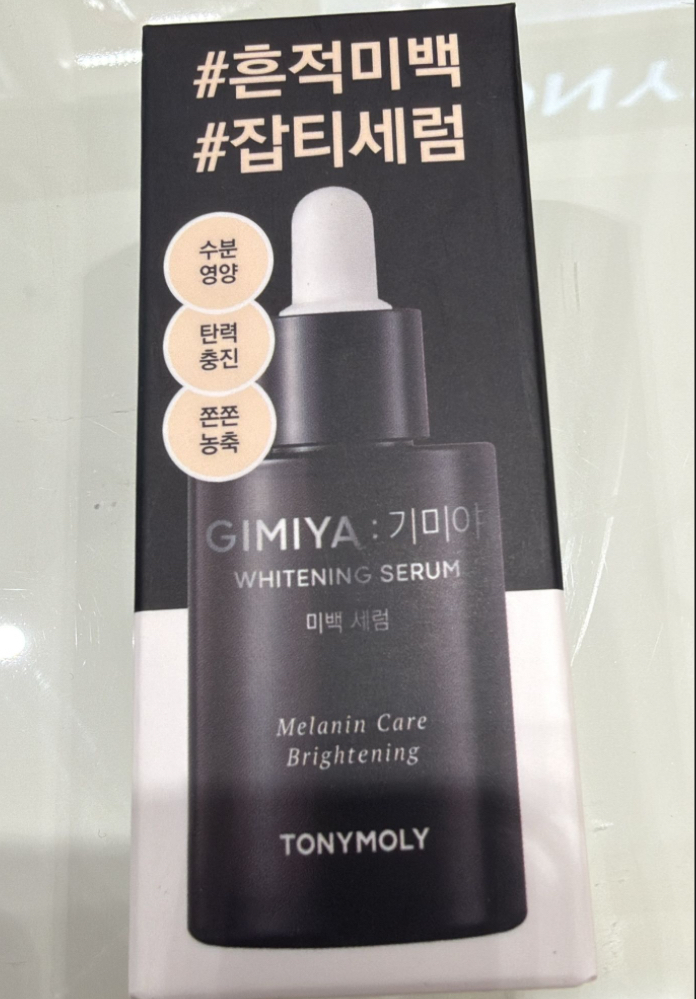 #흔적미백
#잡티세럼
수분
영양
탄력
충진
쫀쫀
농축
GIMIYA : 기미야
WHITENING SERUM
미백 세럼
Melanin Care
Brightening
TONYMOLY